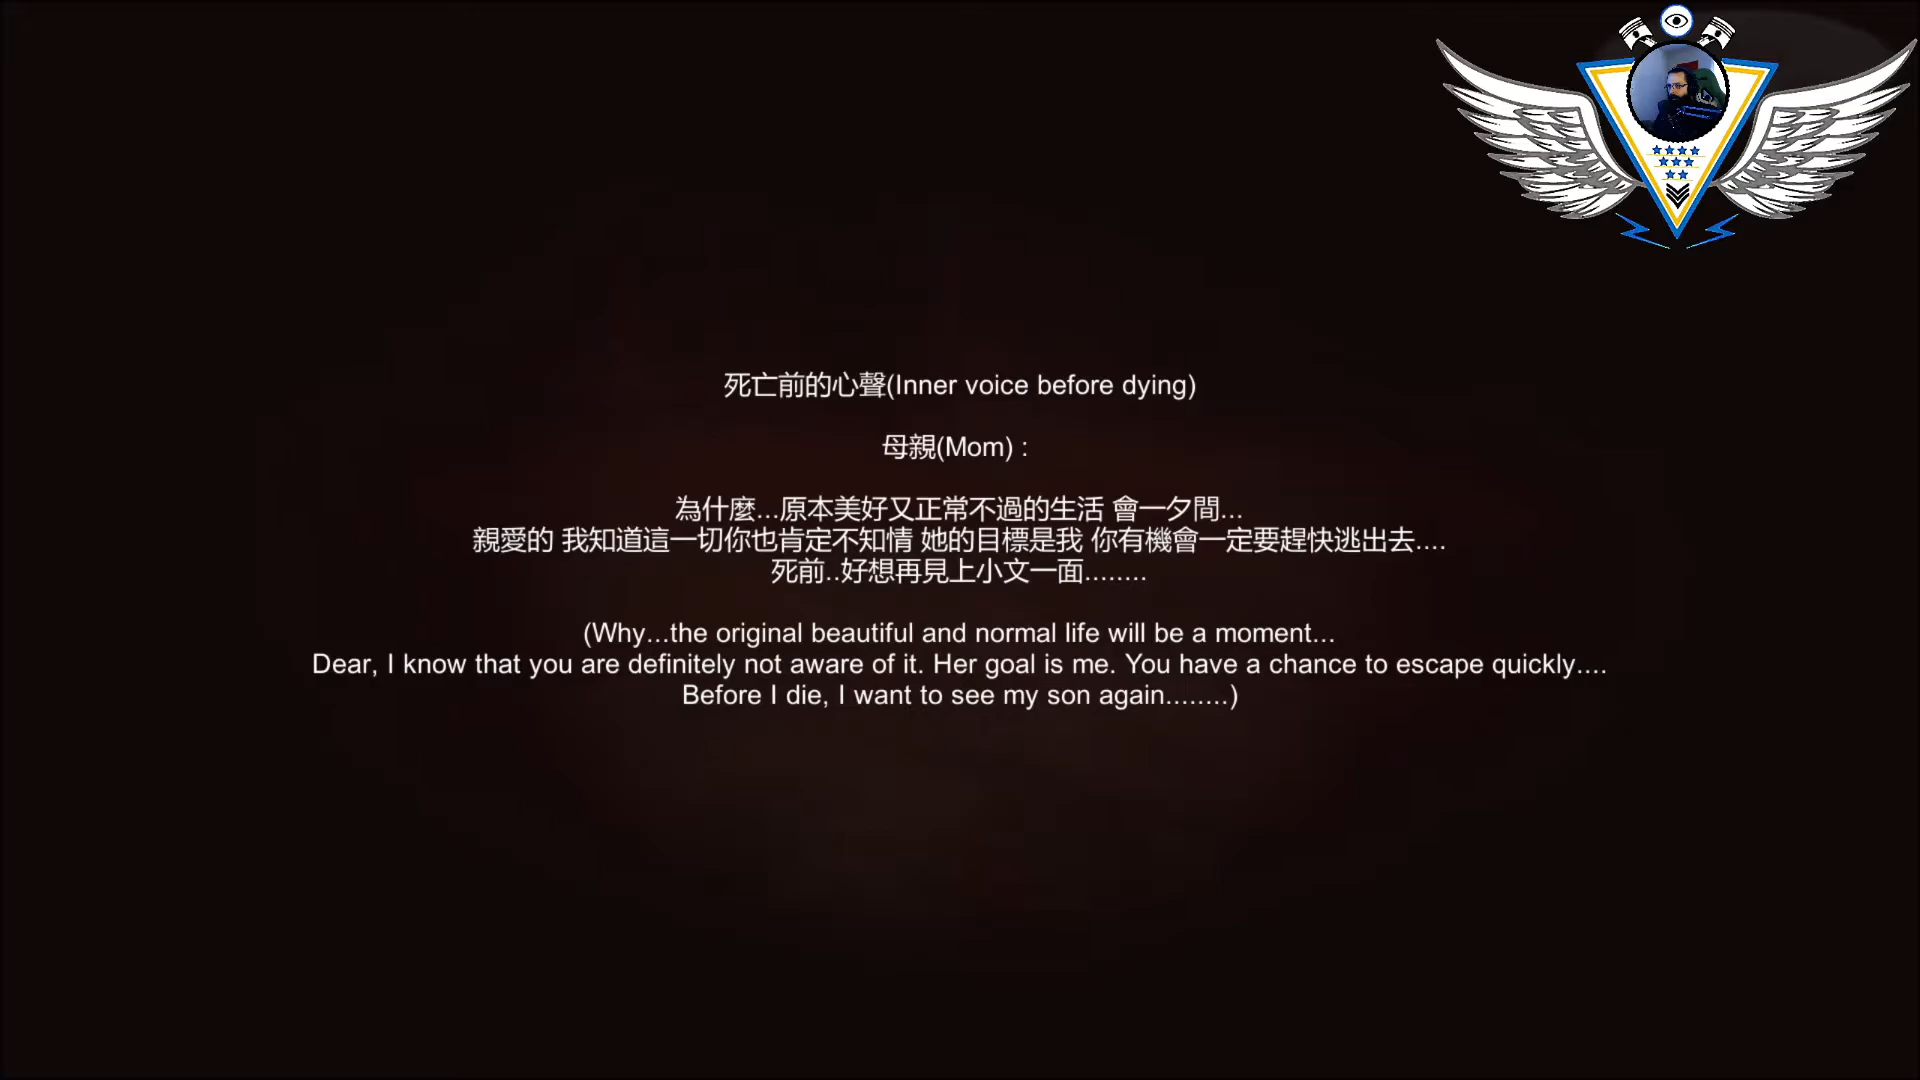 死亡前的心聲(Inner voice before dying)
母親(Mom) :
為什麼...原本美好又正常不過的生活 會一夕間...
親愛的 我知道這一切你也肯定不知情 她的目標是我 你有機會一定要趕快逃出去....
死前..好想再見上小文一面........
(Why...the original beautiful and normal life will be a moment...
Dear, I know that you are definitely not aware of it. Her goal is me. You have a chance to escape quickly....
Before I die, I want to see my son again........)